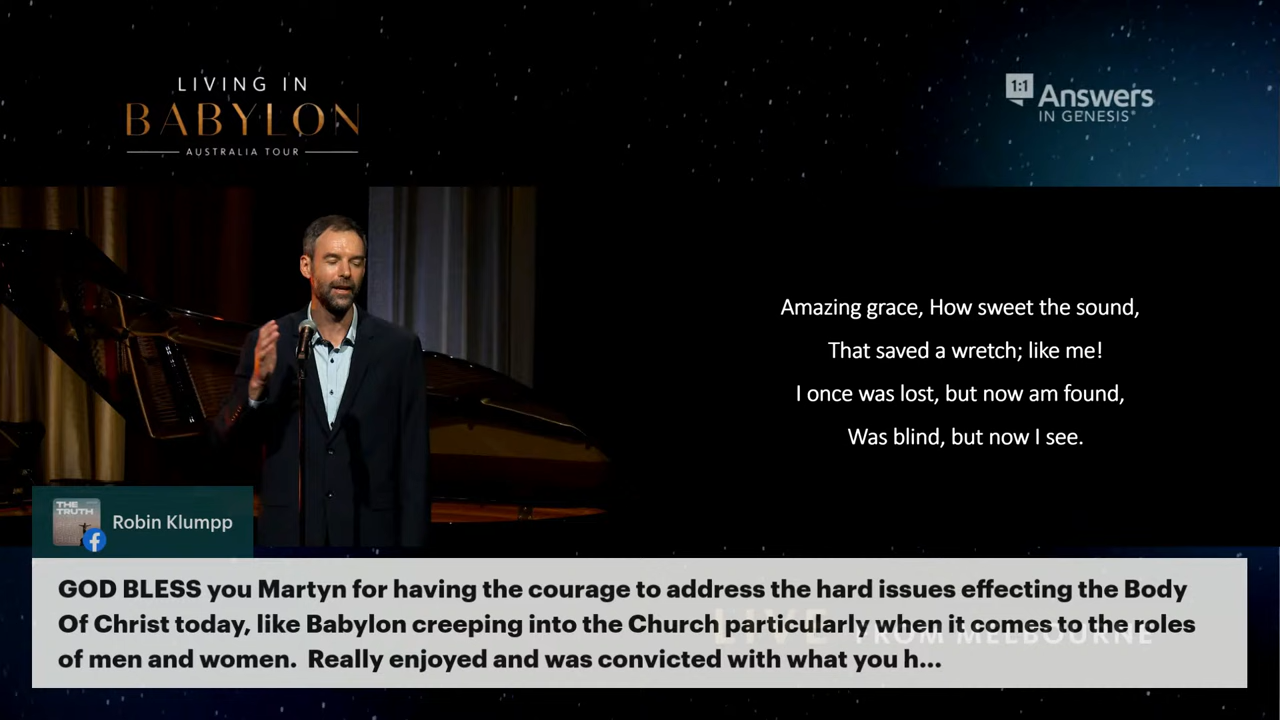 LIVING IN
BABYLON
AUSTRALIA TOUR
1:1
Answers
IN GENESIS®
Amazing grace, How sweet the sound,
That saved a wretch; like me!
I once was lost, but now am found,
Was blind, but now I see.
THE
TRUTH
Robin Klumpp
GOD BLESS you Martyn for having the courage to address the hard issues effecting the Body
Of Christ today, like Babylon creeping into the Church particularly when it comes to the roles
of men and women.  Really enjoyed and was convicted with what you h...
LIVE FROM MELBOURNE